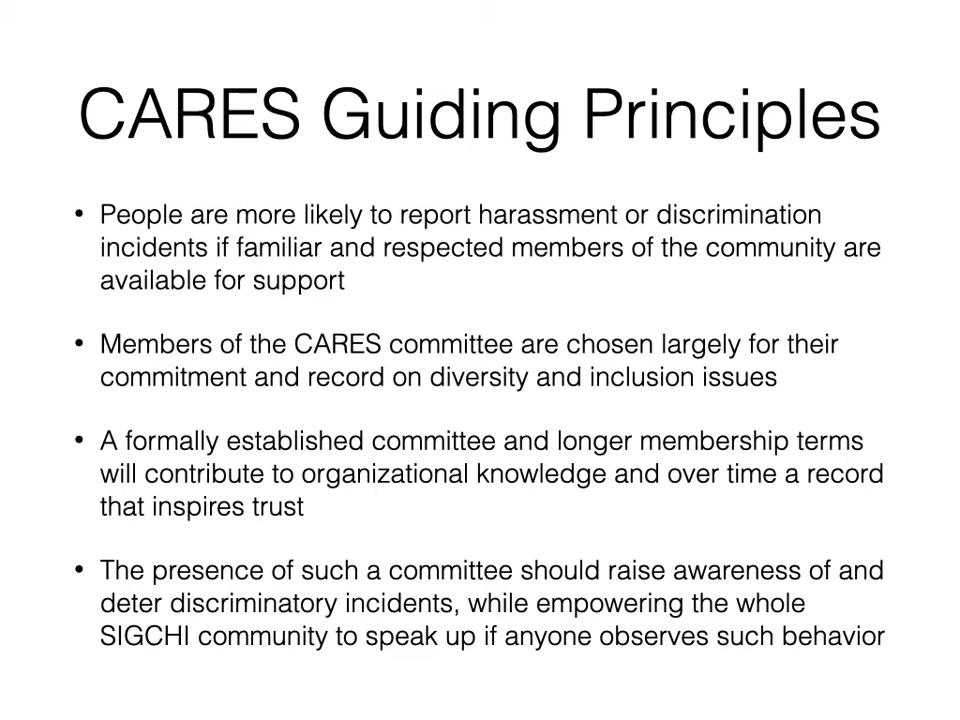 CARES Guiding Principles
• People are more likely to report harassment or discrimination
incidents if familiar and respected members of the community are
available for support
• Members of the CARES committee are chosen largely for their
commitment and record on diversity and inclusion issues
• A formally established committee and longer membership terms
will contribute to organizational knowledge and over time a record
that inspires trust
• The presence of such a committee should raise awareness of and
deter discriminatory incidents, while empowering the whole
SIGCHI community to speak up if anyone observes such behavior